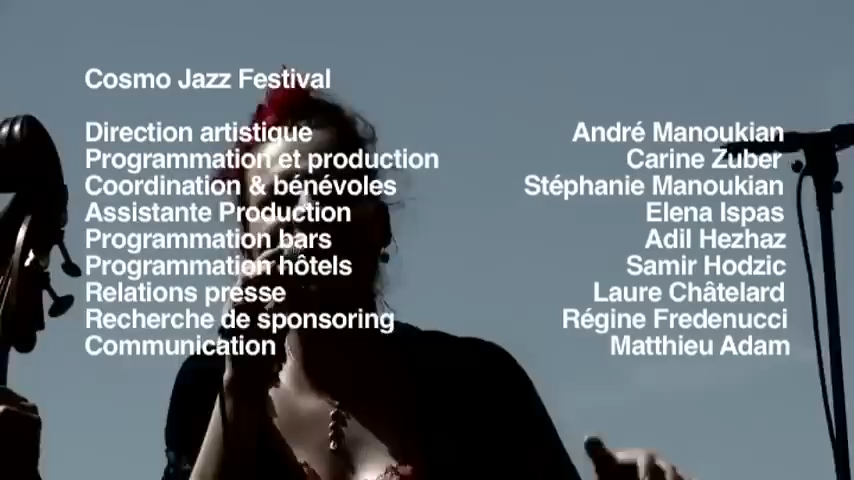 Cosmo Jazz Festival
Direction artistique André Manoukian
Programmation et production Carine Zuber
Coordination & bénévoles Stéphanie Manoukian
Assistante Production Elena Ispas
Programmation bars Adil Hezhaz
Programmation hôtels Samir Hodzic
Relations presse Laure Châtelard
Recherche de sponsoring Régine Fredenucci
Communication Matthieu Adam